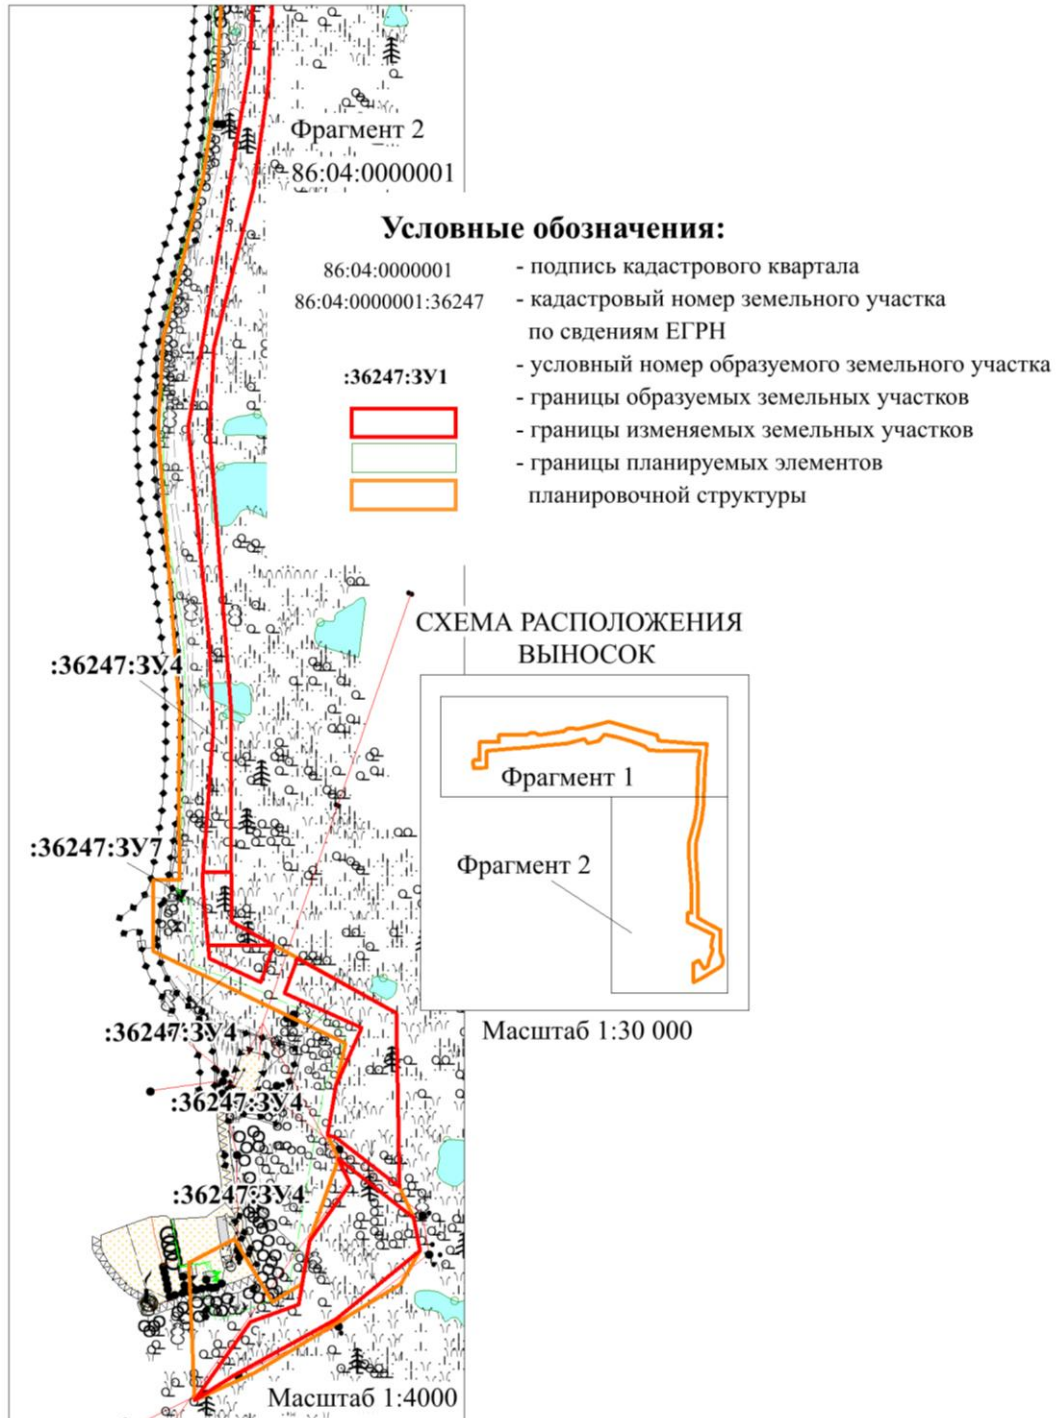 Фрагмент 2
86:04:0000001
Условные обозначения:
86:04:0000001 - подпись кадастрового квартала
86:04:0000001:36247 - кадастровый номер земельного участка
по свдениям ЕГРН
:36247:ЗУ1 - условный номер образуемого земельного участка
- границы образуемых земельных участков
- границы изменяемых земельных участков
- границы планируемых элементов
планировочной структуры
СХЕМА РАСПОЛОЖЕНИЯ
ВЫНОСОК
:36247:ЗУ4
Фрагмент 1
:36247:ЗУ7
Фрагмент 2
:36247:ЗУ4
Масштаб 1:30 000
:36247:ЗУ4
:36247:ЗУ4
Масштаб 1:4000